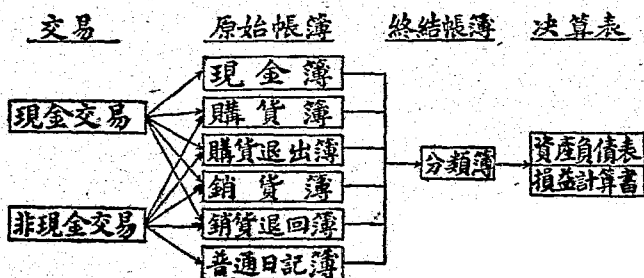 交易 原始帳簿 終結帳簿 決算表
現金簿
現金交易 購貨簿
購貨退出簿 分類簿 資產負債表
銷貨簿 損益計算書
非現金交易 銷貨退回簿
普通日記簿